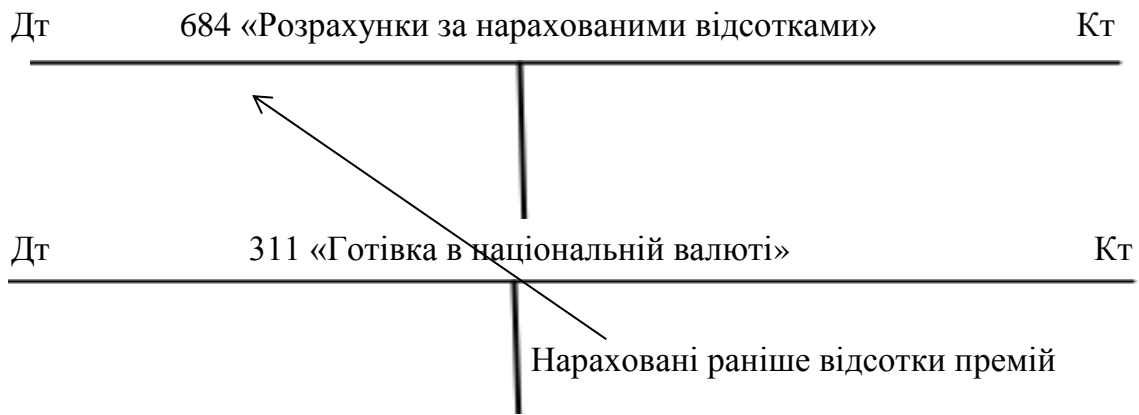 Дт 684 «Розрахунки за нарахованими відсотками» Кт
Дт 311 «Готівка в національній валюті» Кт
Нараховані раніше відсотки премій